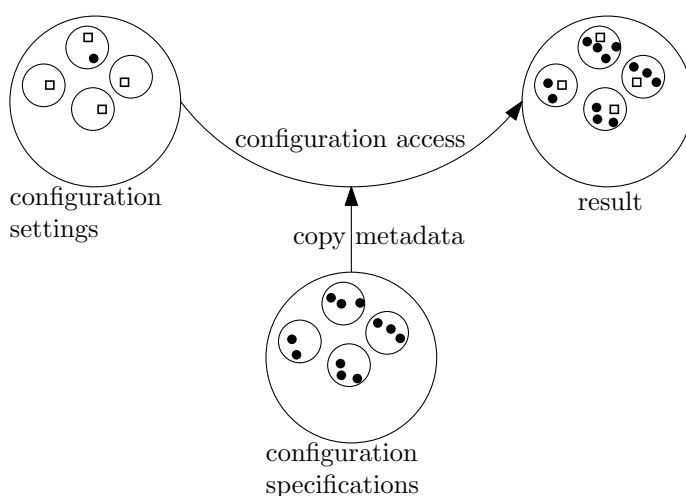 configuration access
configuration
settings
result
copy metadata
configuration
specifications